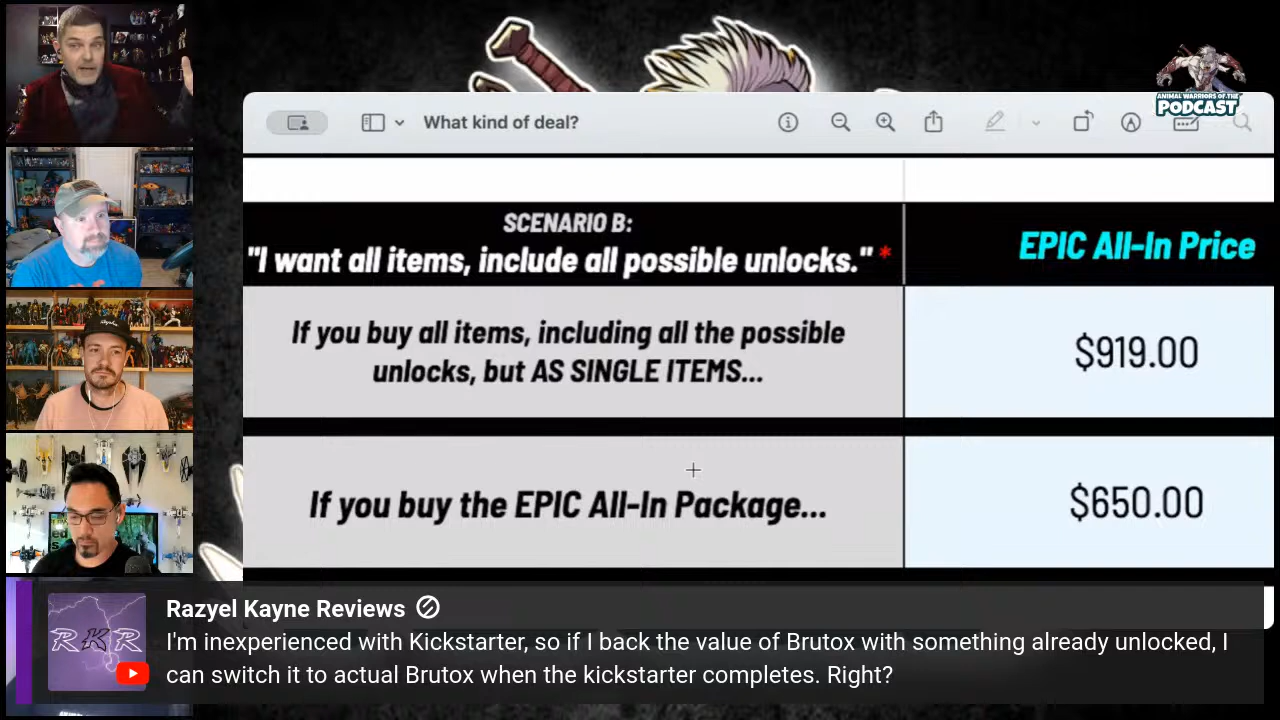 ANIMAL WARRIORS OF THE
PODCAST
What kind of deal?
SCENARIO B:
"I want all items, include all possible unlocks." *
EPIC All-In Price
If you buy all items, including all the possible
unlocks, but AS SINGLE ITEMS...
$919.00
If you buy the EPIC All-In Package...
$650.00
RKR
Razyel Kayne Reviews
I'm inexperienced with Kickstarter, so if I back the value of Brutox with something already unlocked, I
can switch it to actual Brutox when the kickstarter completes. Right?